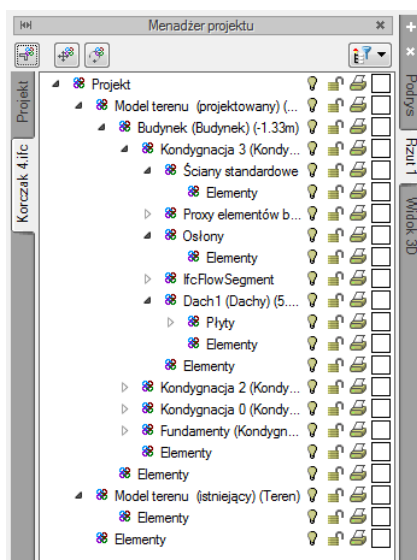 Menadżer projektu
Projekt
Korczak 4.ifc
Projekt
Model terenu (projektowany) (...
Budynek (Budynek) (-1.33m)
Kondygnacja 3 (Kondy...
Ściany standardowe
Elementy
Proxy elementów b...
Osłony
Elementy
IfcFlowSegment
Dach1 (Dachy) (5....
Płyty
Elementy
Elementy
Kondygnacja 2 (Kondy...
Kondygnacja 0 (Kondy...
Fundamenty (Kondygn...
Elementy
Elementy
Model terenu (istniejący) (Teren)
Elementy
Elementy
Podrys
Rzut 1
Widok 3D